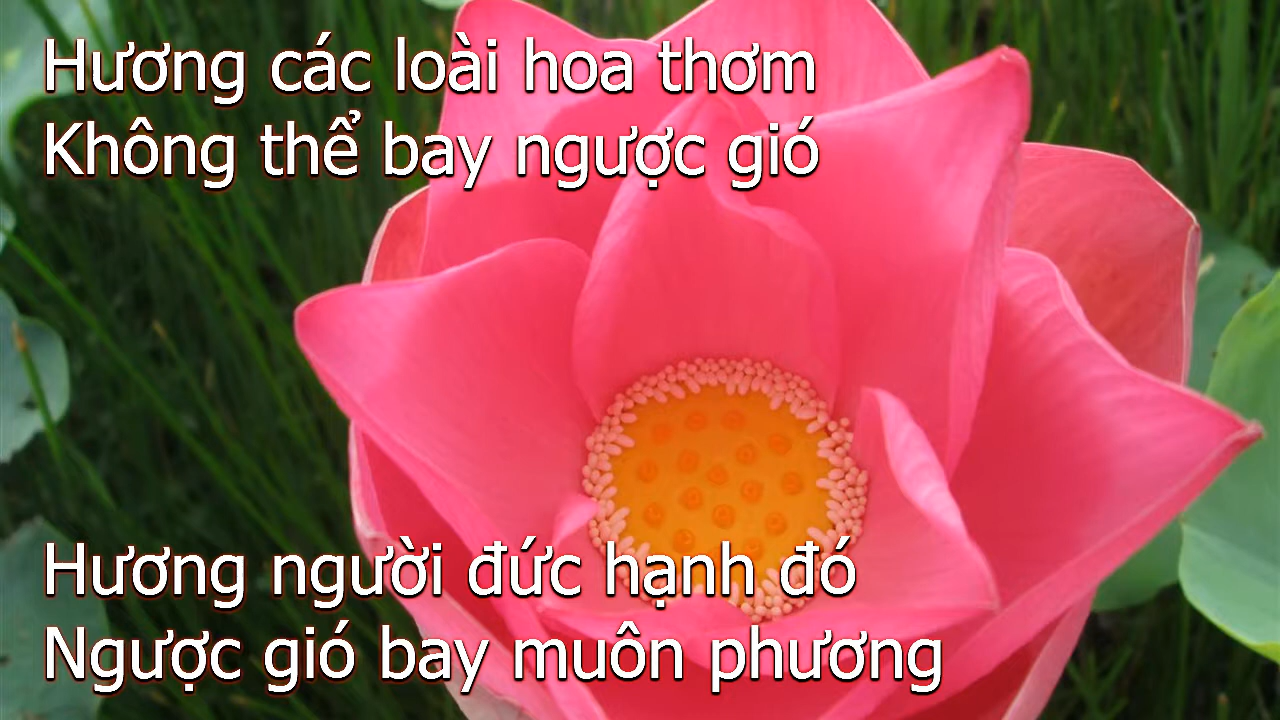 Hương các loài hoa thơm
Không thể bay ngược gió
Hương người đức hạnh đó
Ngược gió bay muôn phương